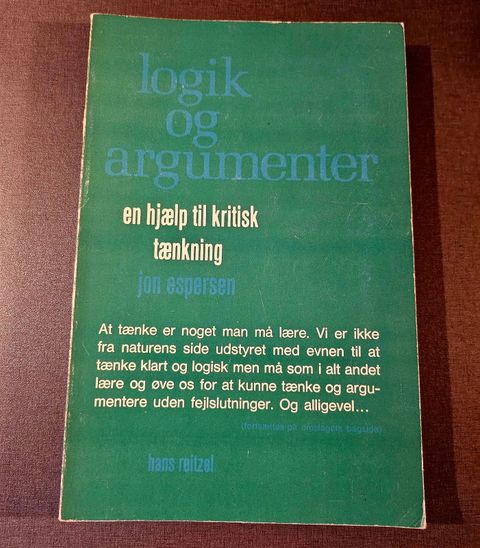 logik
og
argumenter
en hjælp til kritisk
tænkning
jon espersen
At tænke er noget man må lære. Vi er ikke
fra naturens side udstyret med evnen til at
tænke klart og logisk men må som i alt andet
lære og øve os for at kunne tænke og argu-
mentere uden fejlslutninger. Og alligevel...
(fortsættes på omslagets bagside)
hans reitzel